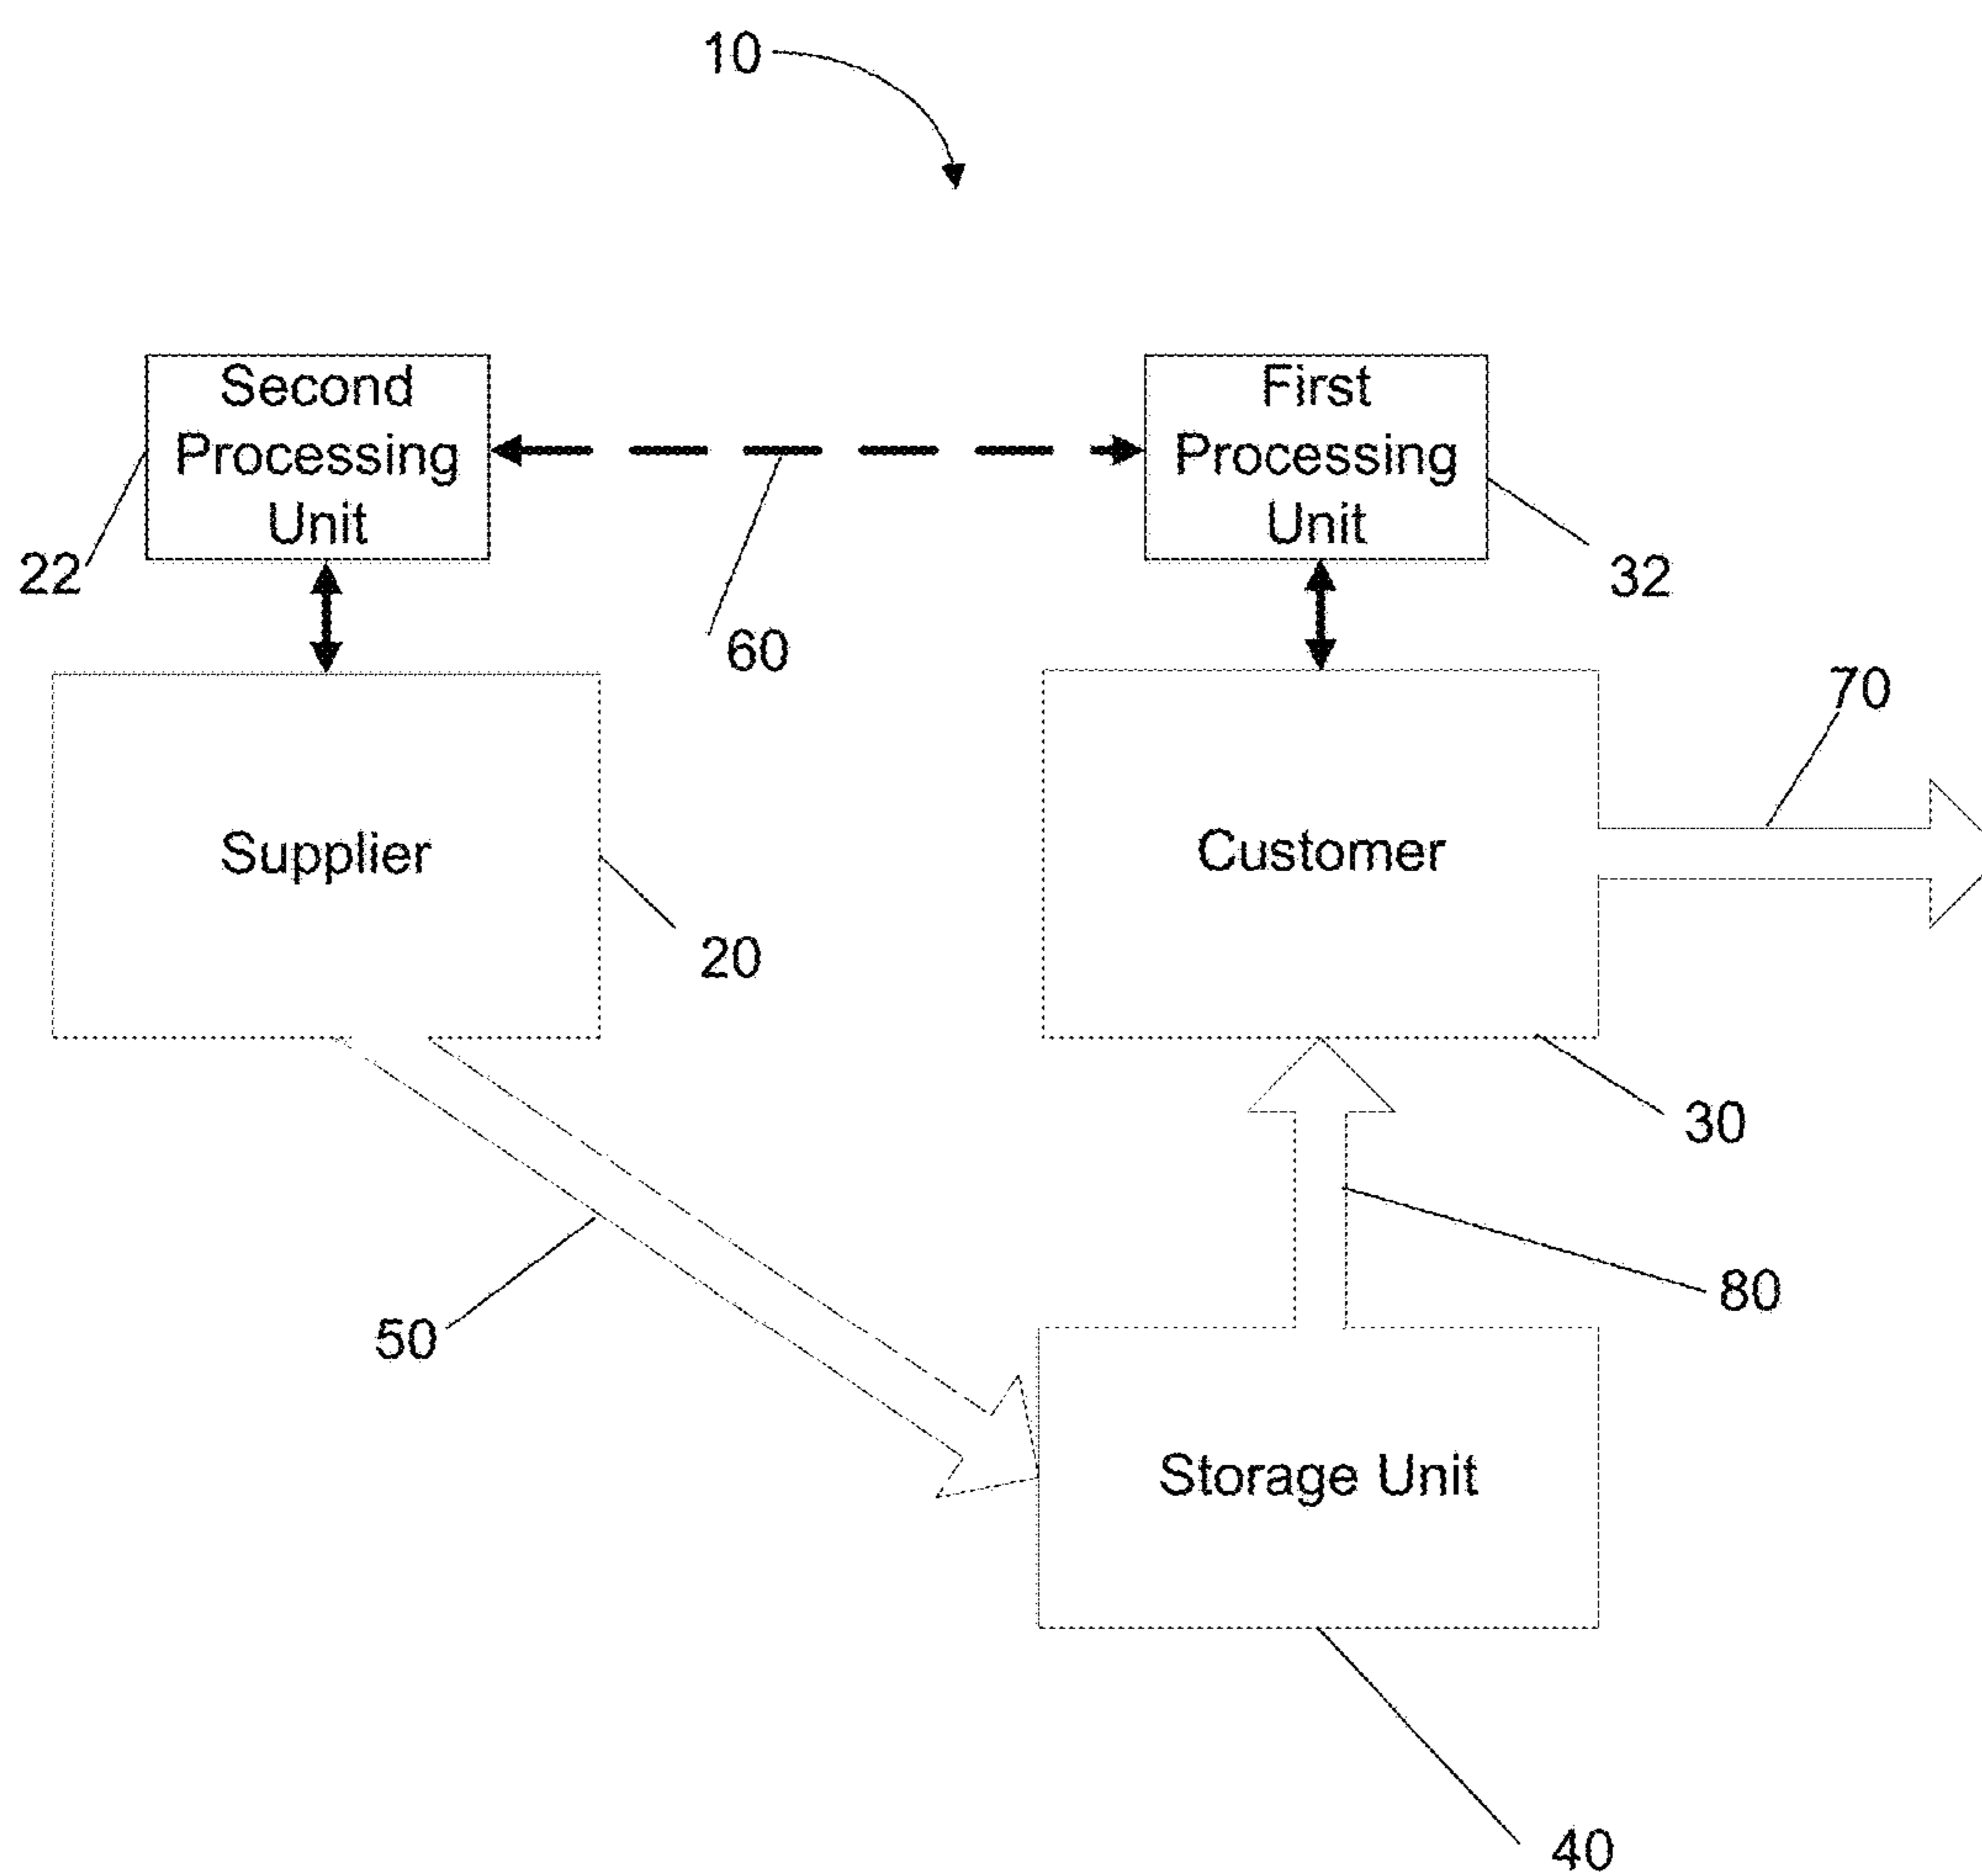 10
Second
Processing
Unit
First
Processing
Unit
22
32
60
70
Supplier
Customer
20
30
80
50
Storage Unit
40